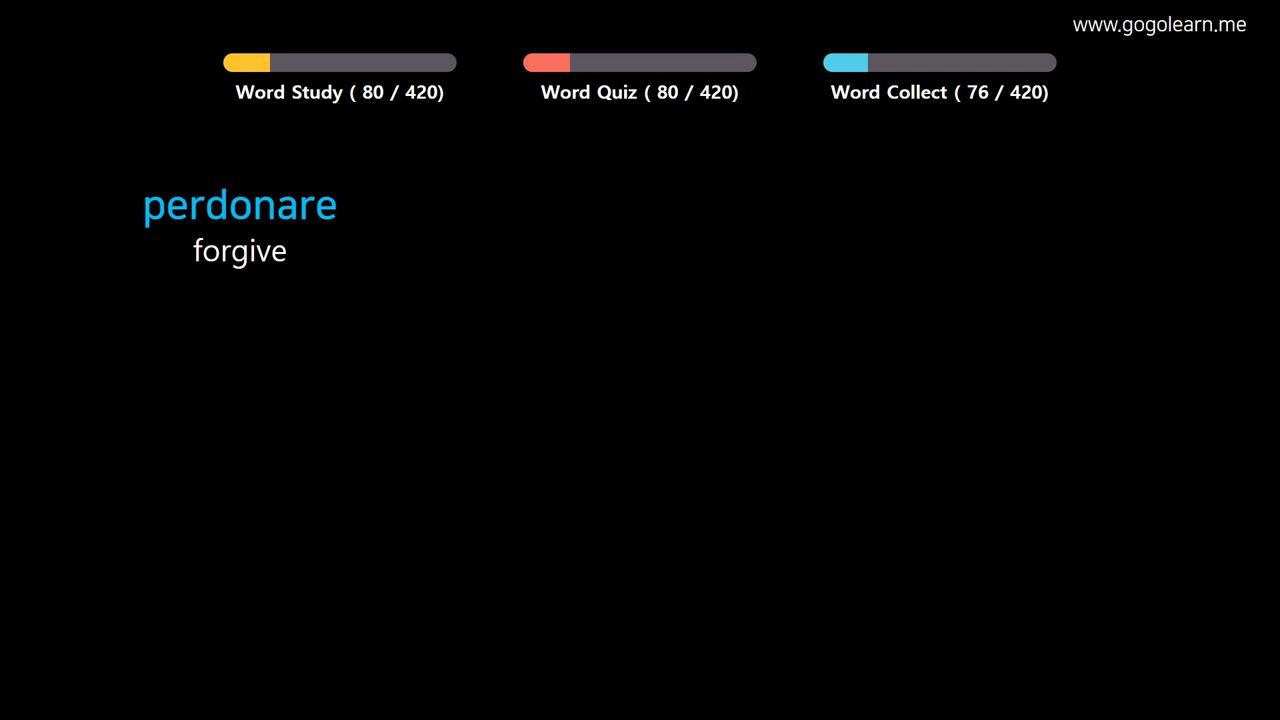 www.gogolearn.me
Word Study ( 80 / 420)
Word Quiz ( 80 / 420)
Word Collect ( 76 / 420)
perdonare
forgive